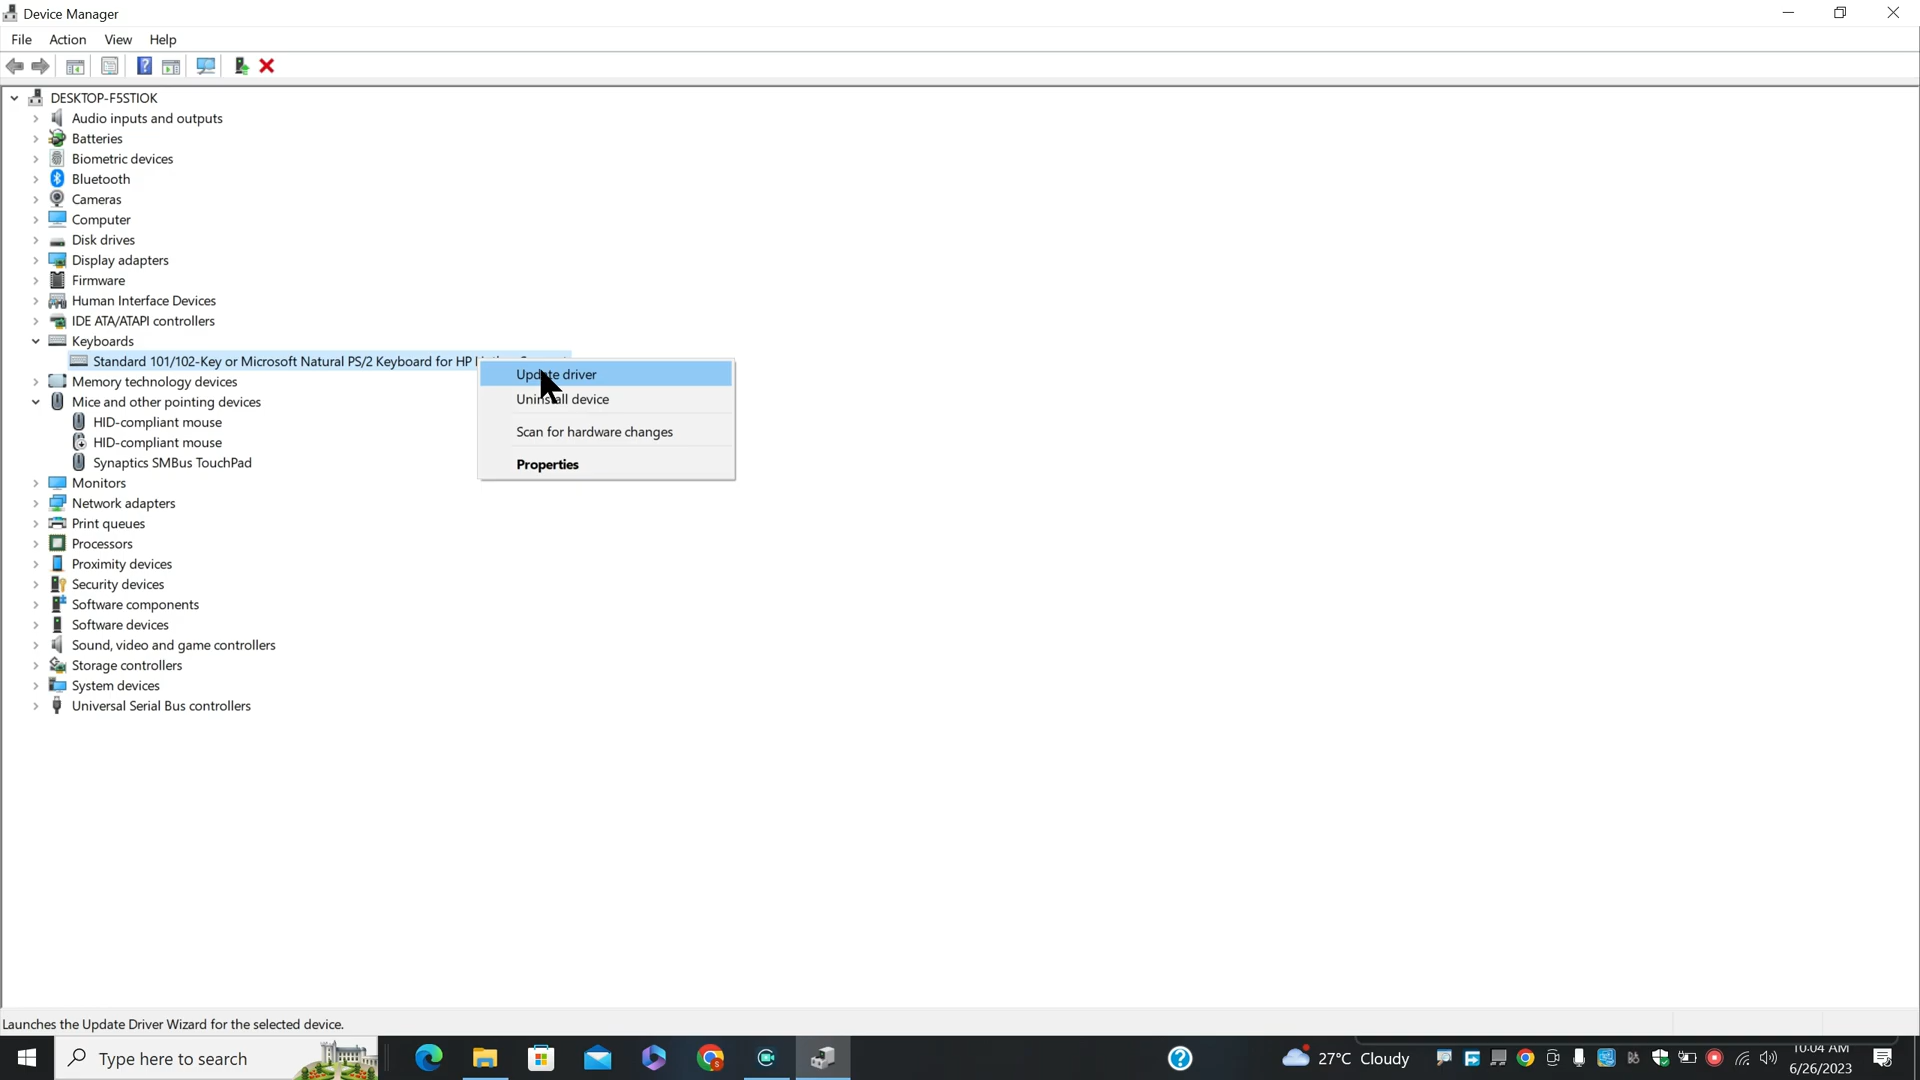 Device Manager
File Action View Help
DESKTOP-F5STIOK
Audio inputs and outputs
Batteries
Biometric devices
Bluetooth
Cameras
Computer
Disk drives
Display adapters
Firmware
Human Interface Devices
IDE ATA/ATAPI controllers
Keyboards
Standard 101/102-Key or Microsoft Natural PS/2 Keyboard for HP
Memory technology devices
Mice and other pointing devices
HID-compliant mouse
HID-compliant mouse
Synaptics SMBus TouchPad
Monitors
Network adapters
Print queues
Processors
Proximity devices
Security devices
Software components
Software devices
Sound, video and game controllers
Storage controllers
System devices
Universal Serial Bus controllers
Update driver
Uninstall device
Scan for hardware changes
Properties
Launches the Update Driver Wizard for the selected device.
Type here to search
27°C Cloudy
10:04 AM
6/26/2023